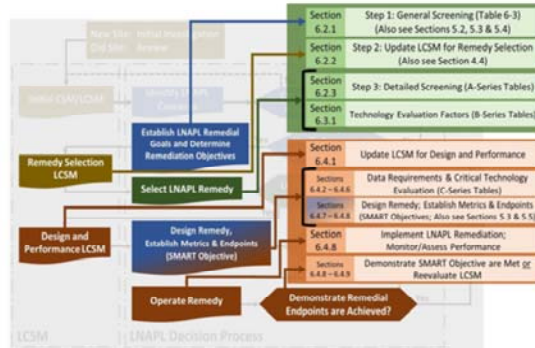 New Site: Initial Investigation
Old Site: Review
Initial CSM/LCSM
Identify LNAPL
Concerns
Establish LNAPL Remedial
Goals and Determine
Remediation Objectives
Remedy Selection
LCSM
Select LNAPL Remedy
Design and
Performance LCSM
Design Remedy,
Establish Metrics & Endpoints
(SMART Objective)
Operate Remedy
Demonstrate Remedial
Endpoints are Achieved?
LCSM
LNAPL Decision Process
Section
6.2.1
Step 1: General Screening (Table 6-3)
(Also see Sections 5.2, 5.3 & 5.4)
Section
6.2.2
Step 2: Update LCSM for Remedy Selection
(Also see Section 4.4)
Section
6.2.3
Step 3: Detailed Screening (A-Series Tables)
Section
6.3.1
Technology Evaluation Factors (B-Series Tables)
Section
6.4.1
Update LCSM for Design and Performance
Sections
6.4.2 – 6.4.6
Data Requirements & Critical Technology
Evaluation (C-Series Tables)
Sections
6.4.7 – 6.4.8
Design Remedy; Establish Metrics & Endpoints
(SMART Objectives; Also see Sections 5.3 & 5.5)
Section
6.4.8
Implement LNAPL Remediation;
Monitor/Assess Performance
Sections
6.4.8 – 6.4.9
Demonstrate SMART Objective are Met or
Reevaluate LCSM